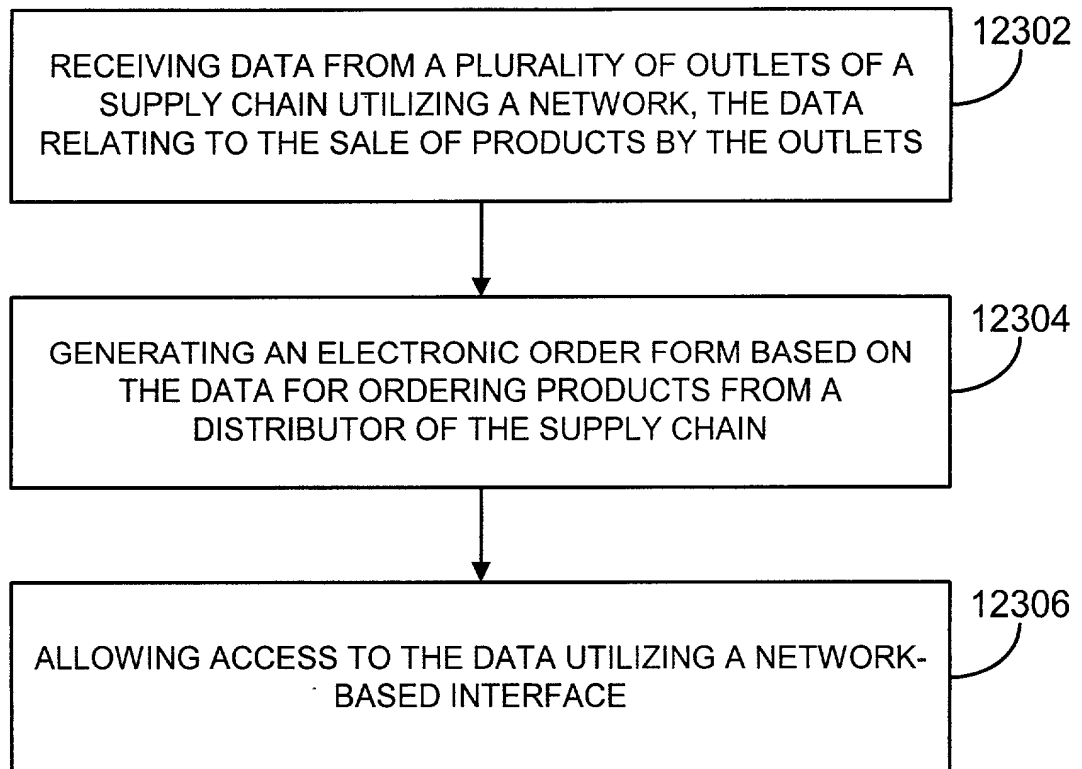 12302
RECEIVING DATA FROM A PLURALITY OF OUTLETS OF A
SUPPLY CHAIN UTILIZING A NETWORK, THE DATA
RELATING TO THE SALE OF PRODUCTS BY THE OUTLETS
12304
GENERATING AN ELECTRONIC ORDER FORM BASED ON
THE DATA FOR ORDERING PRODUCTS FROM A
DISTRIBUTOR OF THE SUPPLY CHAIN
12306
ALLOWING ACCESS TO THE DATA UTILIZING A NETWORK-
BASED INTERFACE